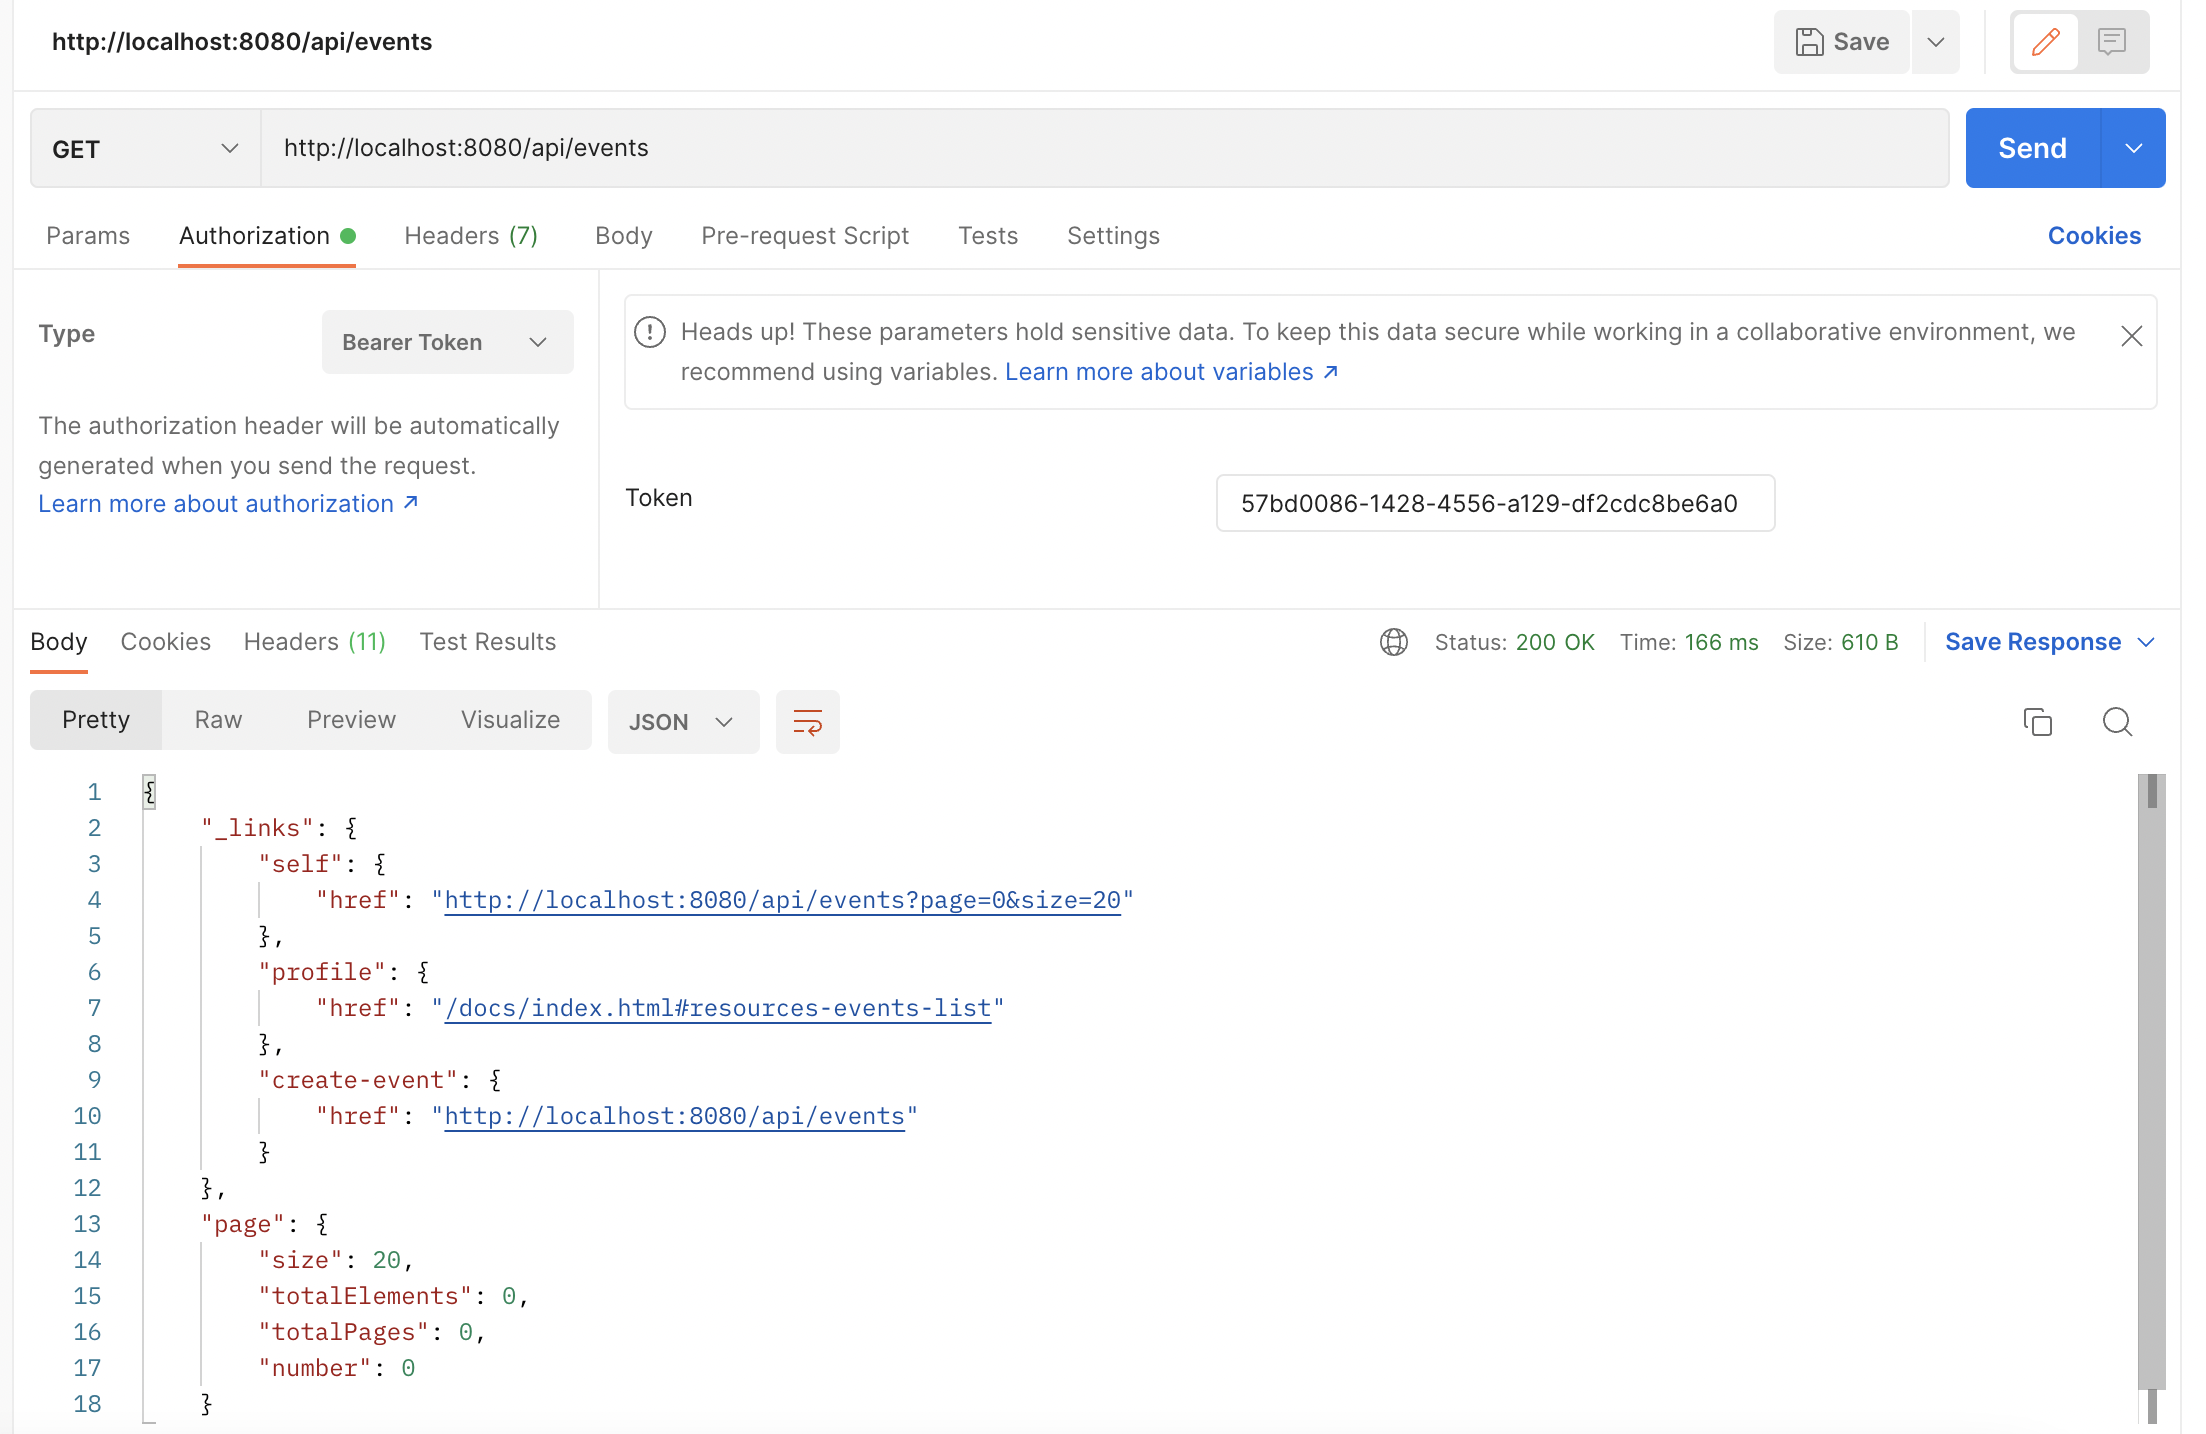 http://localhost:8080/api/events
Save
GET
http://localhost:8080/api/events
Send
Params Authorization Headers (7) Body Pre-request Script Tests Settings Cookies
Type
Bearer Token
Heads up! These parameters hold sensitive data. To keep this data secure while working in a collaborative environment, we
recommend using variables. Learn more about variables ↗
The authorization header will be automatically
generated when you send the request.
Learn more about authorization ↗
Token
57bd0086-1428-4556-a129-df2cdc8be6a0
Body Cookies Headers (11) Test Results Status: 200 OK Time: 166 ms Size: 610 B Save Response
Pretty Raw Preview Visualize JSON
1 {
2 "_links": {
3 "self": {
4 "href": "http://localhost:8080/api/events?page=0&size=20"
5 },
6 "profile": {
7 "href": "/docs/index.html#resources-events-list"
8 },
9 "create-event": {
10 "href": "http://localhost:8080/api/events"
11 }
12 },
13 "page": {
14 "size": 20,
15 "totalElements": 0,
16 "totalPages": 0,
17 "number": 0
18 }